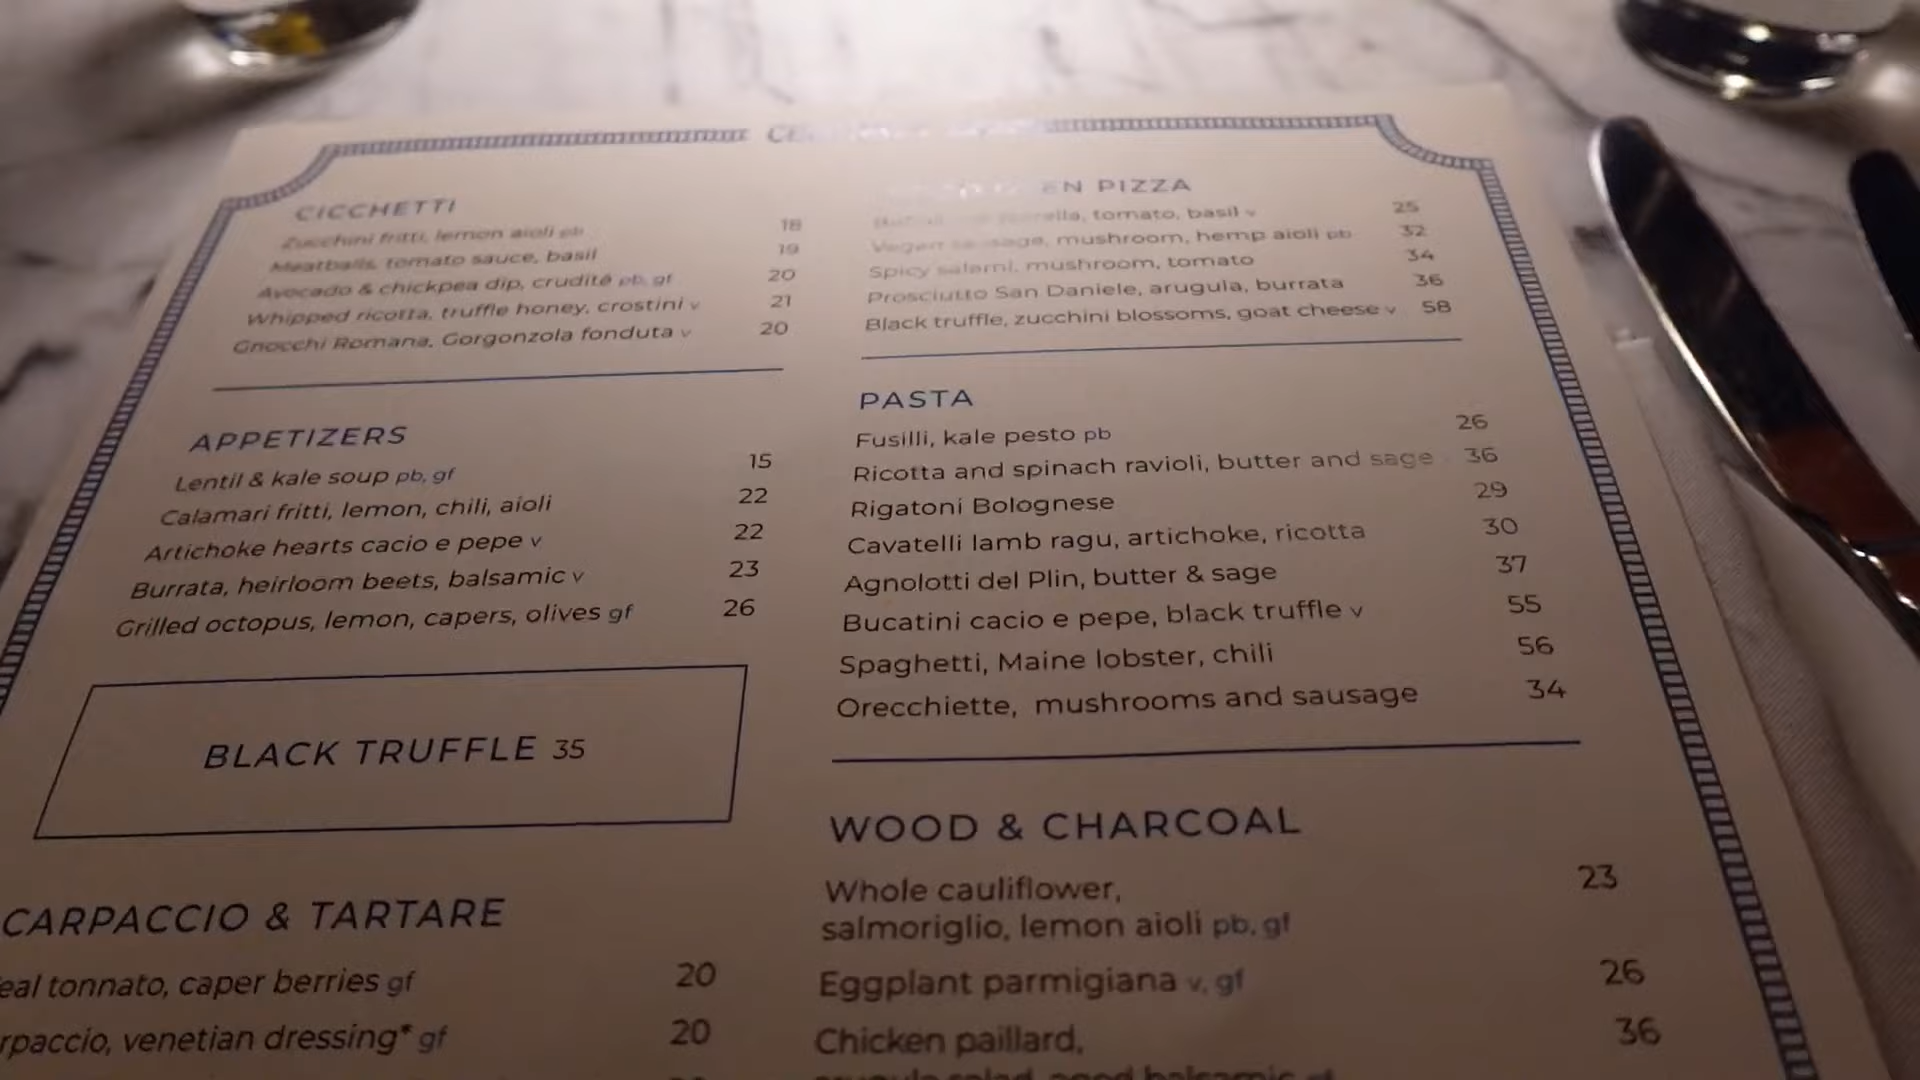 CICCHETTI
Zucchini fritti, lemon aioli pb 18
Meatballs, tomato sauce, basil 19
Avocado & chickpea dip, crudité pb, gf 20
Whipped ricotta, truffle honey, crostini v 21
Gnocchi Romana, Gorgonzola fonduta v 20
APPETIZERS
Lentil & kale soup pb, gf 15
Calamari fritti, lemon, chili, aioli 22
Artichoke hearts cacio e pepe v 22
Burrata, heirloom beets, balsamic v 23
Grilled octopus, lemon, capers, olives gf 26
BLACK TRUFFLE 35
CARPACCIO & TARTARE
eal tonnato, caper berries gf 20
rpaccio, venetian dressing* gf 20
PIZZA
tomato, basil v 25
Vegan sausage, mushroom, hemp aioli pb 32
Spicy salami, mushroom, tomato 34
Prosciutto San Daniele, arugula, burrata 36
Black truffle, zucchini blossoms, goat cheese v 58
PASTA
Fusilli, kale pesto pb 26
Ricotta and spinach ravioli, butter and sage 36
Rigatoni Bolognese 29
Cavatelli lamb ragu, artichoke, ricotta 30
Agnolotti del Plin, butter & sage 37
Bucatini cacio e pepe, black truffle v 55
Spaghetti, Maine lobster, chili 56
Orecchiette, mushrooms and sausage 34
WOOD & CHARCOAL
Whole cauliflower, 23
salmoriglio, lemon aioli pb, gf
Eggplant parmigiana v, gf 26
Chicken paillard, 36